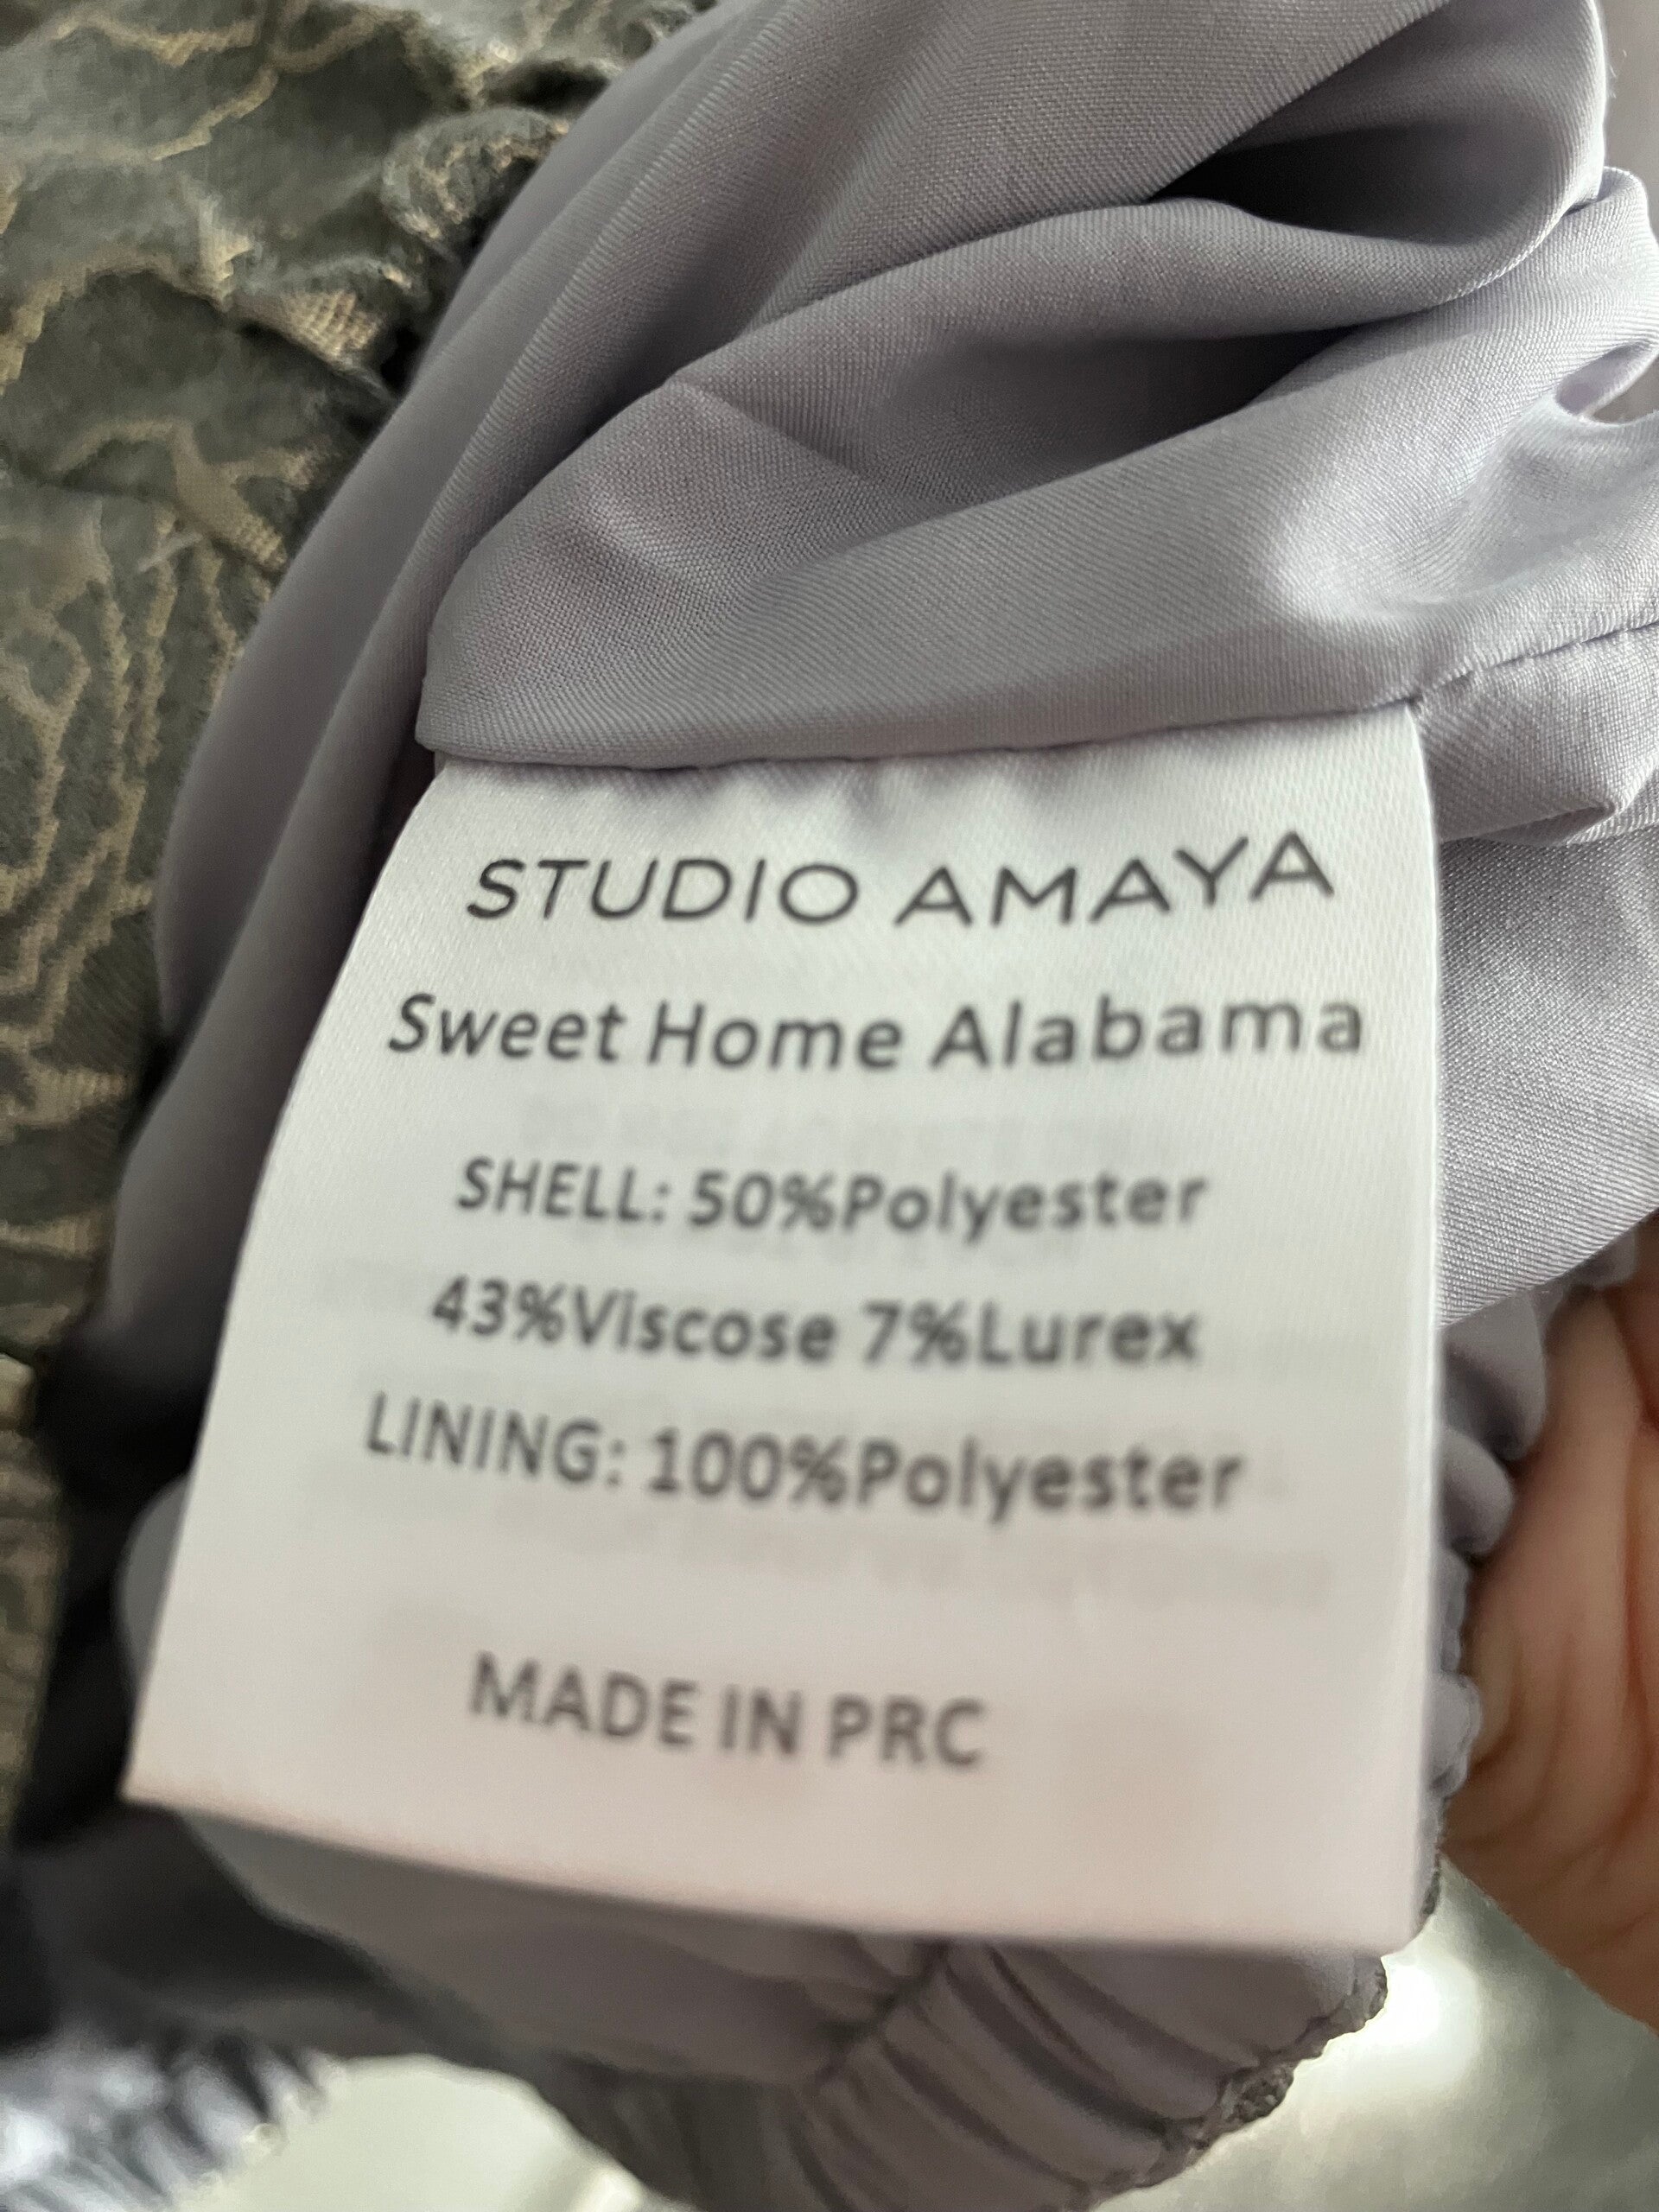 STUDIO AMAYA
Sweet Home Alabama
SHELL: 50%Polyester
43%Viscose 7%Lurex
LINING: 100%Polyester
MADE IN PRC